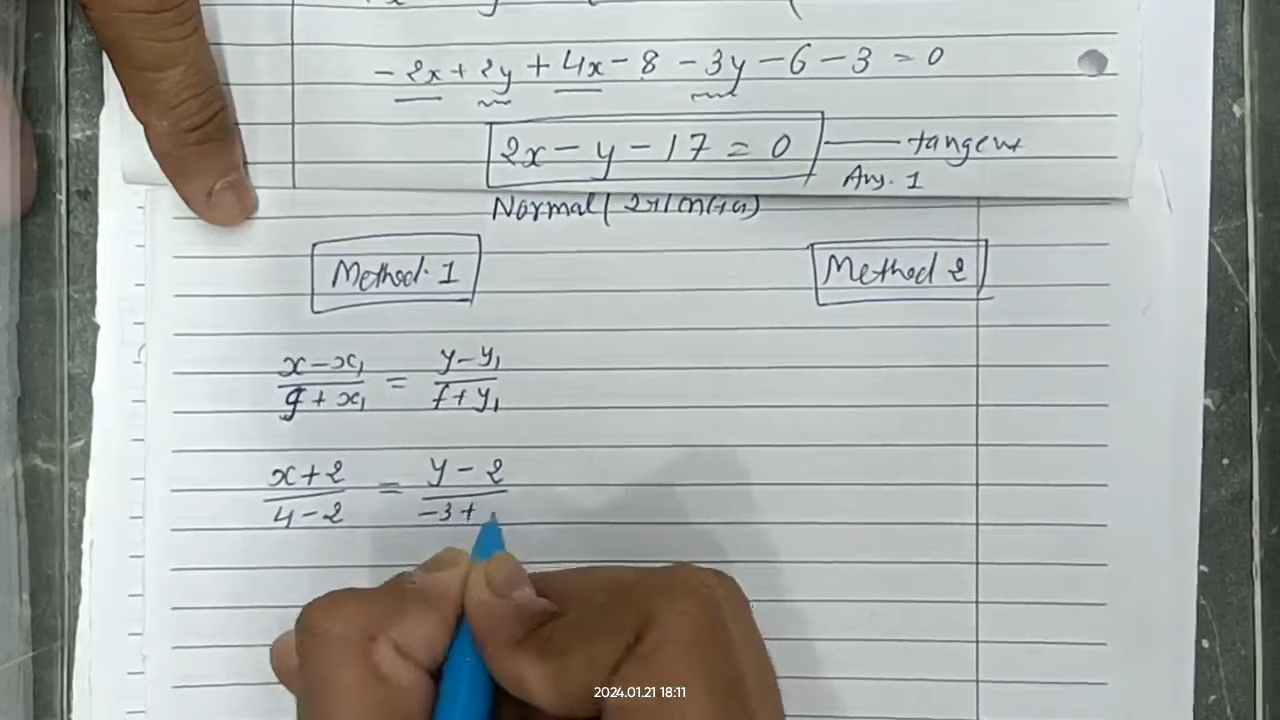 - 2x + 2y + 4x - 8 - 3y - 6 - 3 = 0
2x - y - 17 = 0 —— tangent
Ans. 1
Normal (
Method. 1
Method 2
x - x₁ / g + x₁ = y - y₁ / f + y₁
x + 2 / 4 - 2 = y - 2 / -3 +
2024.01.21 18:11